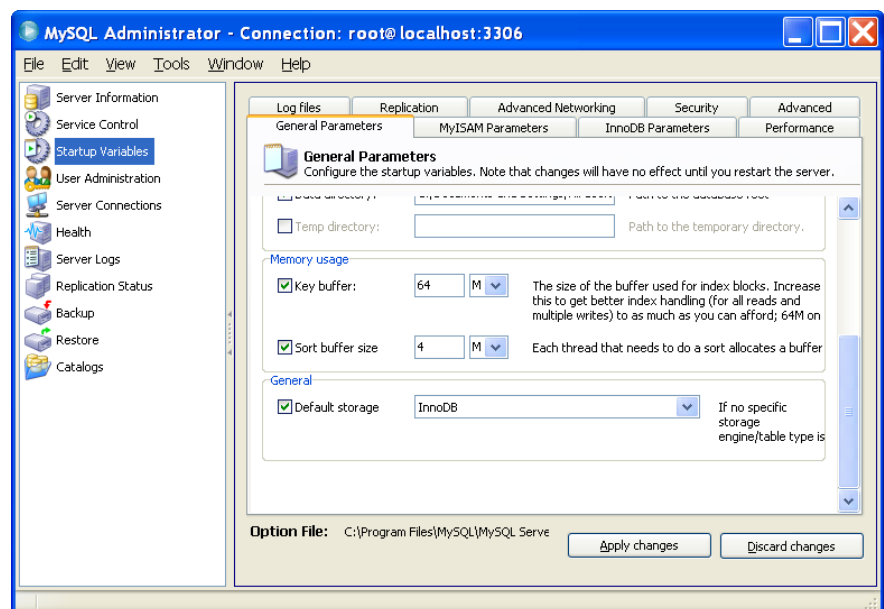 MySQL Administrator - Connection: root@localhost:3306
File Edit View Tools Window Help
Server Information
Service Control
Startup Variables
User Administration
Server Connections
Health
Server Logs
Replication Status
Backup
Restore
Catalogs
Log files Replication Advanced Networking Security Advanced
General Parameters MyISAM Parameters InnoDB Parameters Performance
General Parameters
Configure the startup variables. Note that changes will have no effect until you restart the server.
Temp directory: Path to the temporary directory.
Memory usage
Key buffer: 64 M The size of the buffer used for index blocks. Increase
this to get better index handling (for all reads and
multiple writes) to as much as you can afford; 64M on
Sort buffer size 4 M Each thread that needs to do a sort allocates a buffer
General
Default storage InnoDB If no specific
storage
engine/table type is
Option File: C:\Program Files\MySQL\MySQL Serve
Apply changes Discard changes